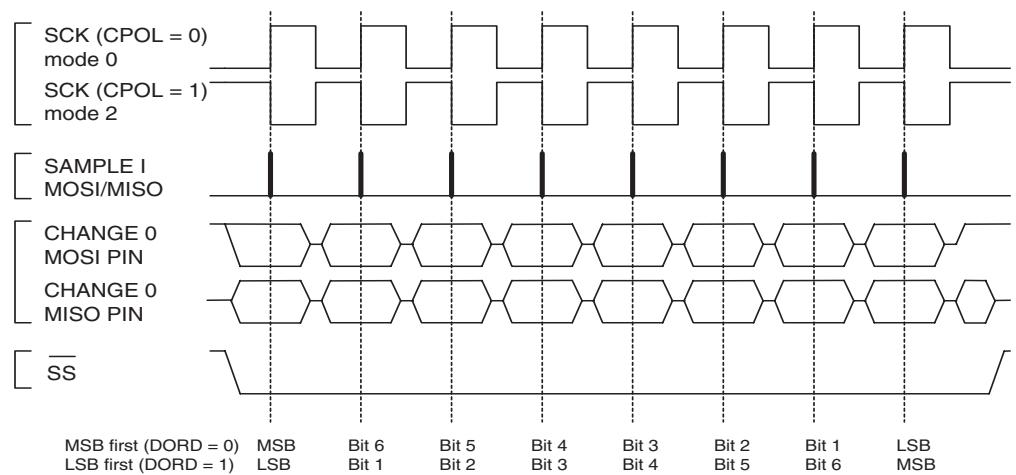 SCK (CPOL = 0)
mode 0
SCK (CPOL = 1)
mode 2
SAMPLE I
MOSI/MISO
CHANGE 0
MOSI PIN
CHANGE 0
MISO PIN
SS
MSB first (DORD = 0) MSB Bit 6 Bit 5 Bit 4 Bit 3 Bit 2 Bit 1 LSB
LSB first (DORD = 1) LSB Bit 1 Bit 2 Bit 3 Bit 4 Bit 5 Bit 6 MSB